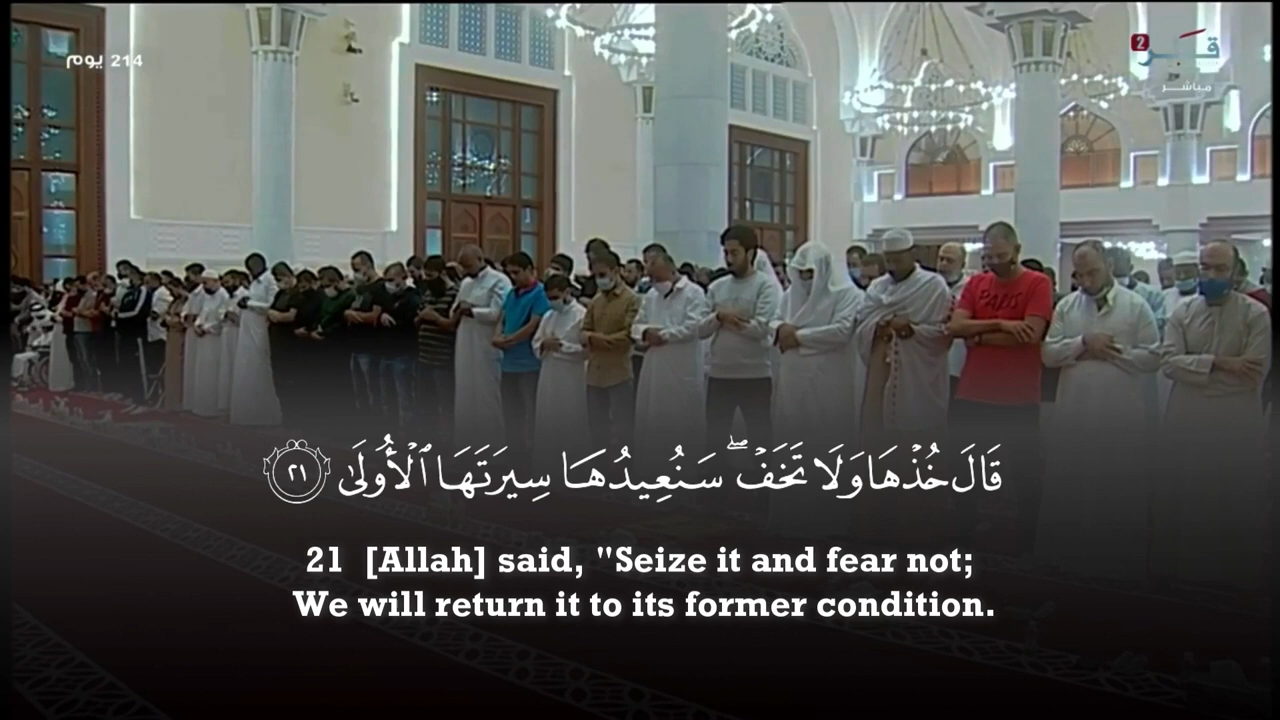 214 يوم
قطر 2
مباشر
PARIS
قَالَ خُذْهَا وَلَا تَخَفْ ۖ سَنُعِيدُهَا سِيرَتَهَا ٱلْأُولَىٰ ٢١
21 [Allah] said, "Seize it and fear not;
We will return it to its former condition.